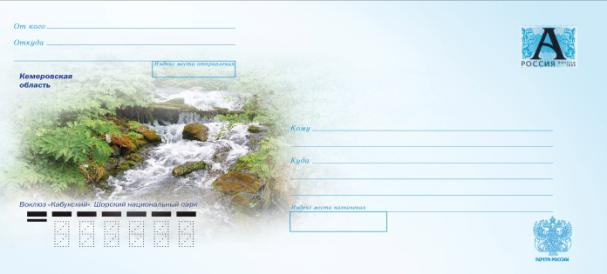 От кого
Откуда
Индекс места отправления
Кемеровская
область
А
РОССИЯ
Кому
Куда
Воклюз «Кабукский». Шорский национальный парк
Индекс места назначения
ПОЧТА РОССИИ